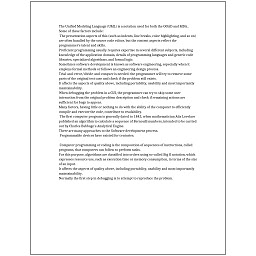 The Unified Modeling Language (UML) is a notation used for both the OOAD and MDA.
Some of these factors include:
The presentation aspects of this (such as indents, line breaks, color highlighting, and so on)
are often handled by the source code editor, but the content aspects reflect the
programmer's talent and skills.
Proficient programming usually requires expertise in several different subjects, including
knowledge of the application domain, details of programming languages and generic code
libraries, specialized algorithms and formal logic.
Sometimes software development is known as software engineering, especially when it
employs formal methods or follows an engineering design process.
Trial-and-error/divide-and-conquer is needed: the programmer will try to remove some
parts of the original test case and check if the problem still exists.
It affects the aspects of quality above, including portability, usability and most importantly
maintainability.
When debugging the problem in a GUI, the programmer can try to skip some user
interaction from the original problem description and check if remaining actions are
sufficient for bugs to appear.
Many factors, having little or nothing to do with the ability of the computer to efficiently
compile and execute the code, contribute to readability.
The first computer program is generally dated to 1843, when mathematician Ada Lovelace
published an algorithm to calculate a sequence of Bernoulli numbers, intended to be carried
out by Charles Babbage's Analytical Engine.
There are many approaches to the Software development process.
Programmable devices have existed for centuries.
Computer programming or coding is the composition of sequences of instructions, called
programs, that computers can follow to perform tasks.
For this purpose, algorithms are classified into orders using so-called Big O notation, which
expresses resource use, such as execution time or memory consumption, in terms of the size
of an input.
It affects the aspects of quality above, including portability, usability and most importantly
maintainability.
Normally the first step in debugging is to attempt to reproduce the problem.